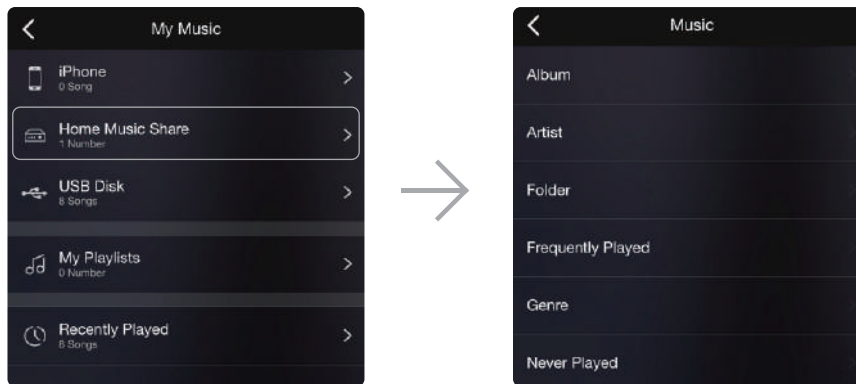 My Music
iPhone
0 Song
Home Music Share
1 Number
USB Disk
8 Songs
My Playlists
0 Number
Recently Played
8 Songs
Music
Album
Artist
Folder
Frequently Played
Genre
Never Played